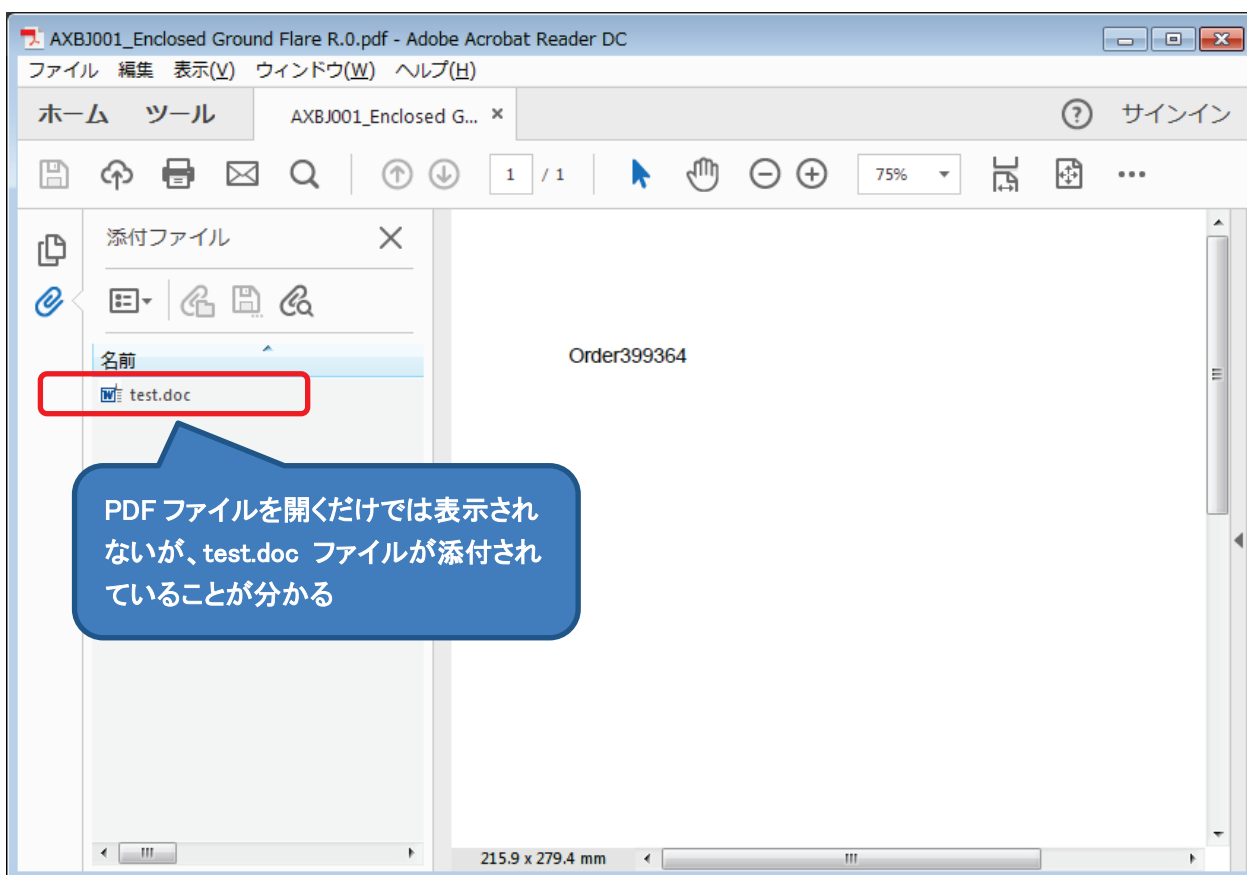 AXBJ001_Enclosed Ground Flare R.0.pdf - Adobe Acrobat Reader DC
ファイル 編集 表示(V) ウィンドウ(W) ヘルプ(H)
ホーム ツール AXBJ001_Enclosed G... ×
サインイン
1 / 1 75%
添付ファイル
名前
test.doc
Order399364
PDF ファイルを開くだけでは表示され
ないが、test.doc ファイルが添付され
ていることが分かる
215.9 x 279.4 mm